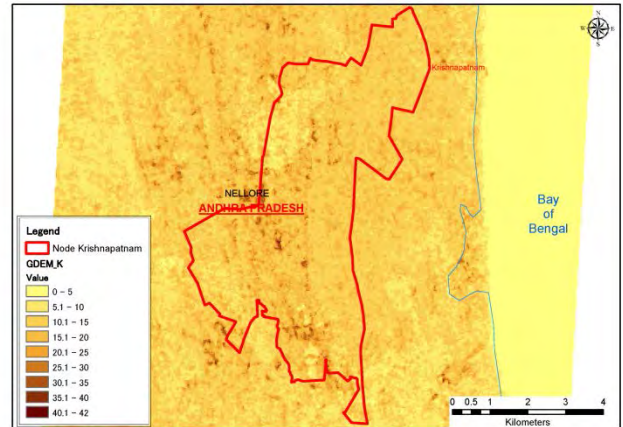 N
W E
S
Krishnapatnam
NELLORE
ANDHRA PRADESH
Bay
of
Bengal
Legend
Node Krishnapatnam
GDEM_K
Value
0 – 5
5.1 – 10
10.1 – 15
15.1 – 20
20.1 – 25
25.1 – 30
30.1 – 35
35.1 – 40
40.1 – 42
0 0.5 1 2 3 4
Kilometers